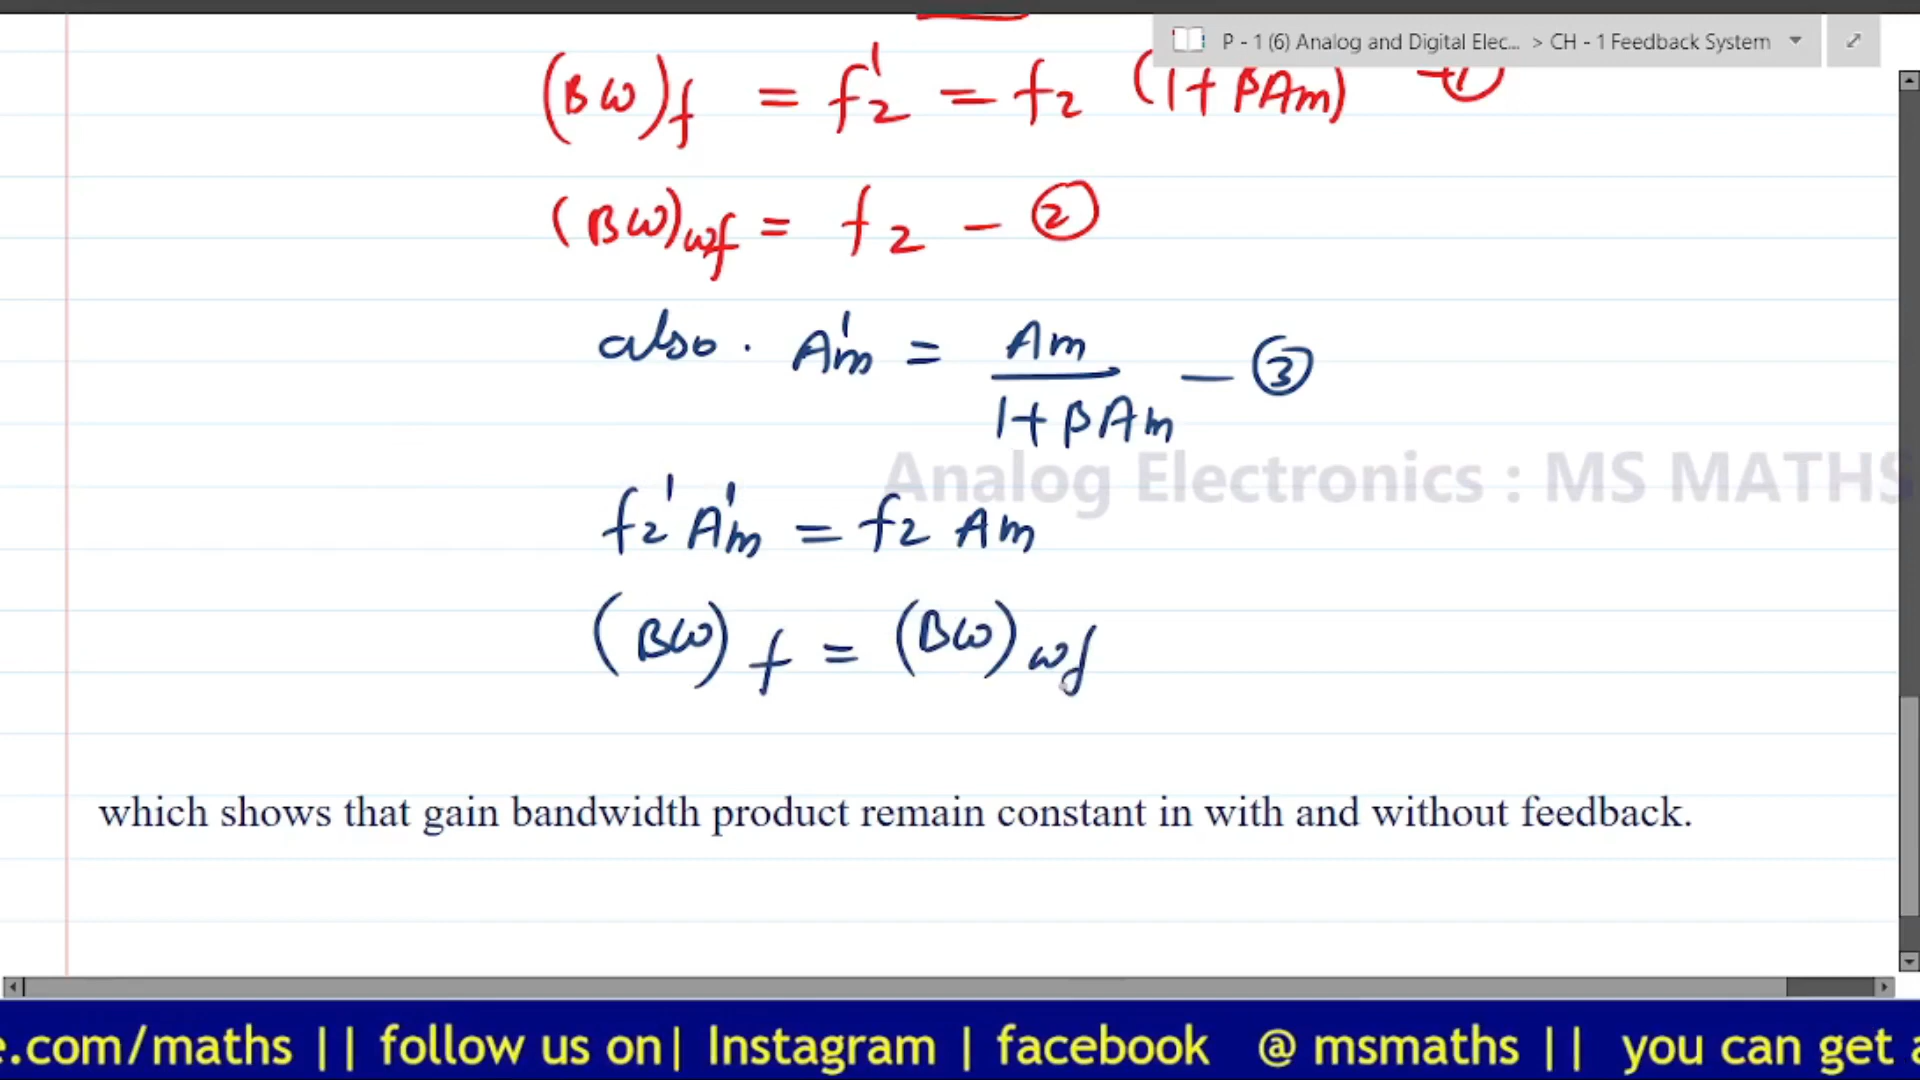 P - 1 (6) Analog and Digital Elec... > CH - 1 Feedback System
(BW)f = f2' = f2 (1+βAm) → ①
(BW)wf = f2 - ②
also. A'm = Am / 1+βAm - ③
Analog Electronics : MS MATHS
f2' A'm = f2 Am
(BW)f = (BW)wf
which shows that gain bandwidth product remain constant in with and without feedback.
e.com/maths || follow us on| Instagram | facebook @ msmaths || you can get a